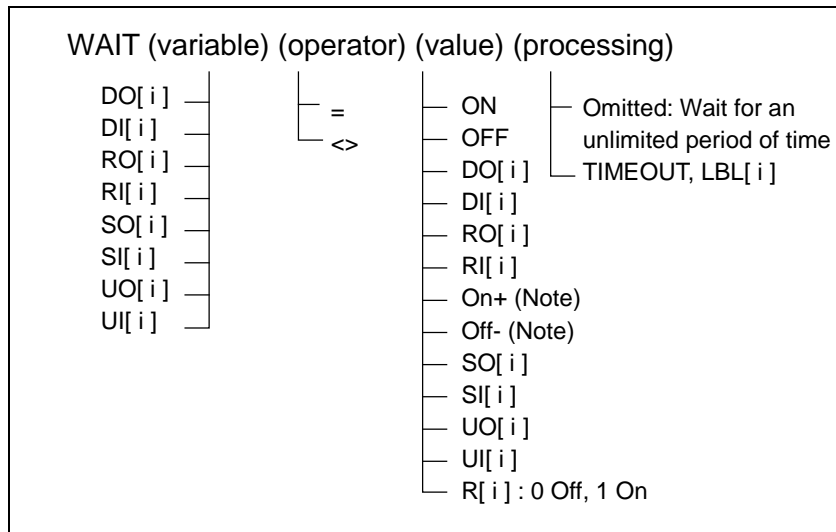 WAIT (variable) (operator) (value) (processing)
DO[ i ]
DI[ i ]
RO[ i ]
RI[ i ]
SO[ i ]
SI[ i ]
UO[ i ]
UI[ i ]
=
<>
ON
OFF
DO[ i ]
DI[ i ]
RO[ i ]
RI[ i ]
On+ (Note)
Off- (Note)
SO[ i ]
SI[ i ]
UO[ i ]
UI[ i ]
R[ i ] : 0 Off, 1 On
Omitted: Wait for an
unlimited period of time
TIMEOUT, LBL[ i ]